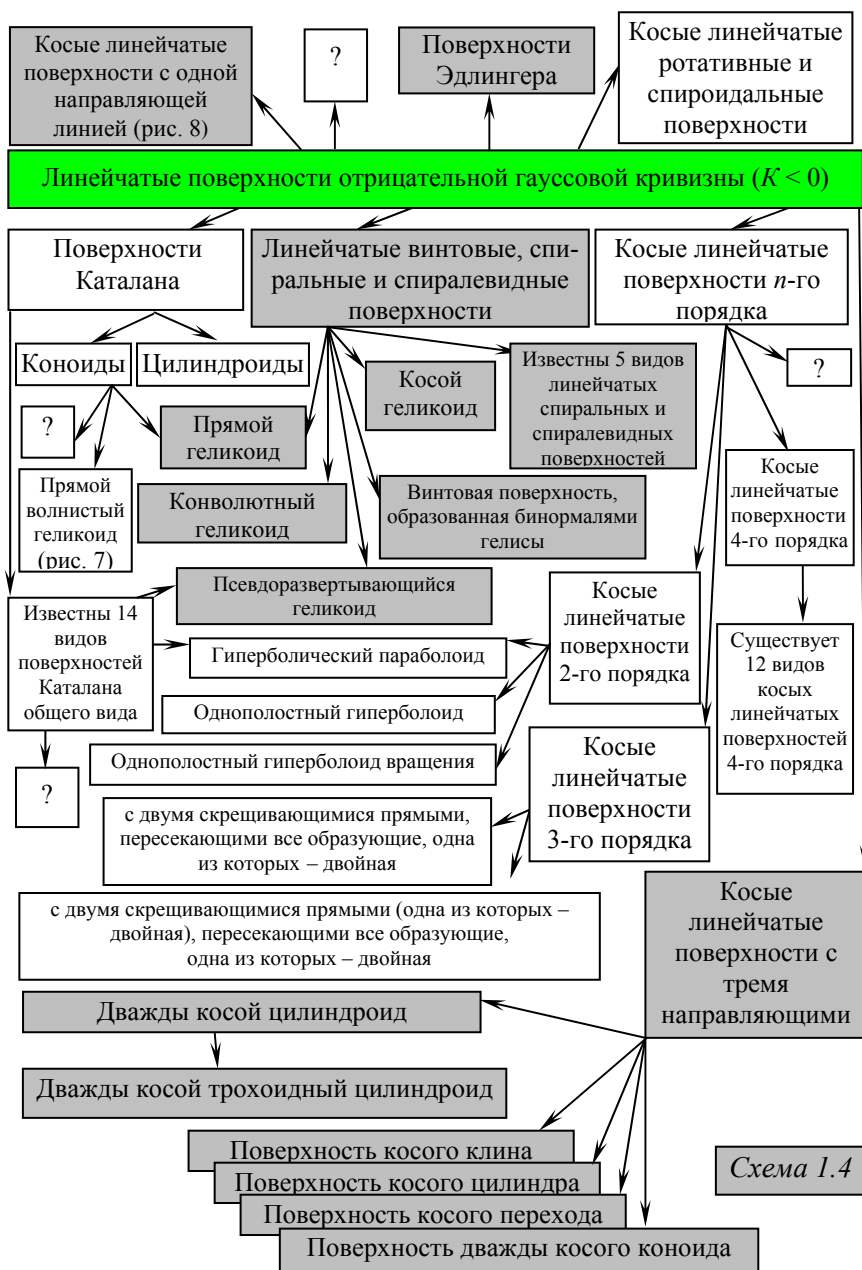 Косые линейчатые
поверхности с одной
направляющей
линией (рис. 8)
?
Поверхности
Эдлингера
Косые линейчатые
ротативные и
спироидальные
поверхности
Линейчатые поверхности отрицательной гауссовой кривизны (K < 0)
Поверхности
Каталана
Линейчатые винтовые, спи-
ральные и спиралевидные
поверхности
Косые линейчатые
поверхности n-го
порядка
Коноиды
Цилиндроиды
Косой
геликоид
Известны 5 видов
линейчатых
спиральных и
спиралевидных
поверхностей
?
?
Прямой
геликоид
Прямой
волнистый
геликоид
(рис. 7)
Конволютный
геликоид
Винтовая поверхность,
образованная бинормалями
гелисы
Косые
линейчатые
поверхности
4-го порядка
Псевдоразвертывающийся
геликоид
Косые
линейчатые
поверхности
2-го порядка
Известны 14
видов
поверхностей
Каталана
общего вида
Гиперболический параболоид
Однополостный гиперболоид
Однополостный гиперболоид вращения
Существует
12 видов
косых
линейчатых
поверхностей
4-го порядка
?
Косые
линейчатые
поверхности
3-го порядка
с двумя скрещивающимися прямыми,
пересекающими все образующие, одна
из которых – двойная
с двумя скрещивающимися прямыми (одна из которых –
двойная), пересекающими все образующие,
одна из которых – двойная
Косые
линейчатые
поверхности с
тремя
направляющими
Дважды косой цилиндроид
Дважды косой трохоидный цилиндроид
Поверхность косого клина
Поверхность косого цилиндра
Поверхность косого перехода
Поверхность дважды косого коноида
Схема 1.4